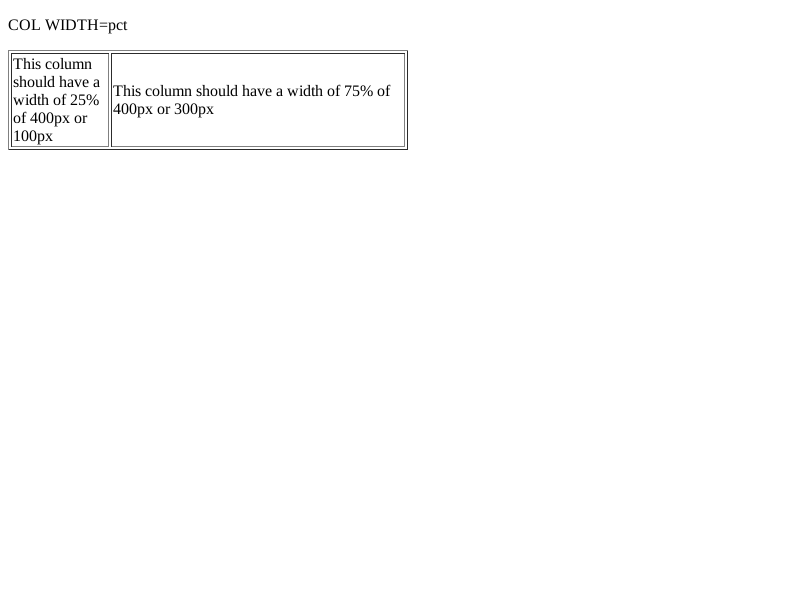 COL WIDTH=pct
This column
should have a
width of 25%
of 400px or
100px
This column should have a width of 75% of
400px or 300px